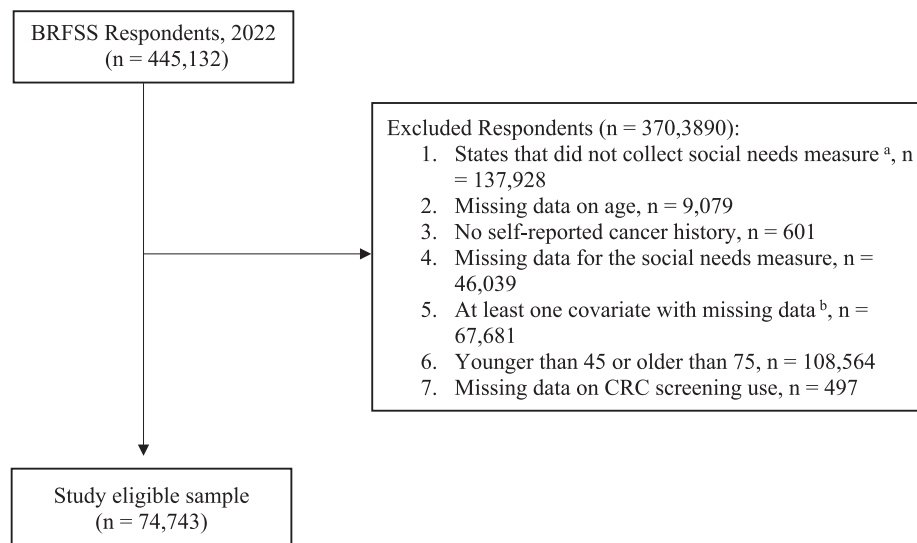 BRFSS Respondents, 2022
(n = 445,132)
Excluded Respondents (n = 370,3890):
1. States that did not collect social needs measure ᵃ, n
= 137,928
2. Missing data on age, n = 9,079
3. No self-reported cancer history, n = 601
4. Missing data for the social needs measure, n =
46,039
5. At least one covariate with missing data ᵇ, n =
67,681
6. Younger than 45 or older than 75, n = 108,564
7. Missing data on CRC screening use, n = 497
Study eligible sample
(n = 74,743)